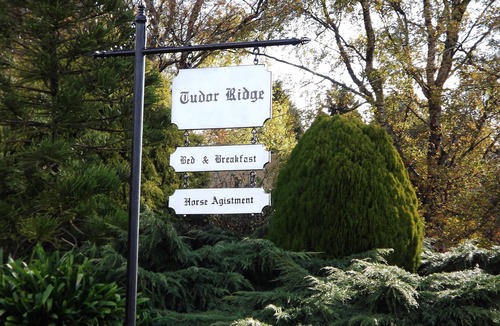 Tudor Ridge
Bed & Breakfast
Horse Agistment